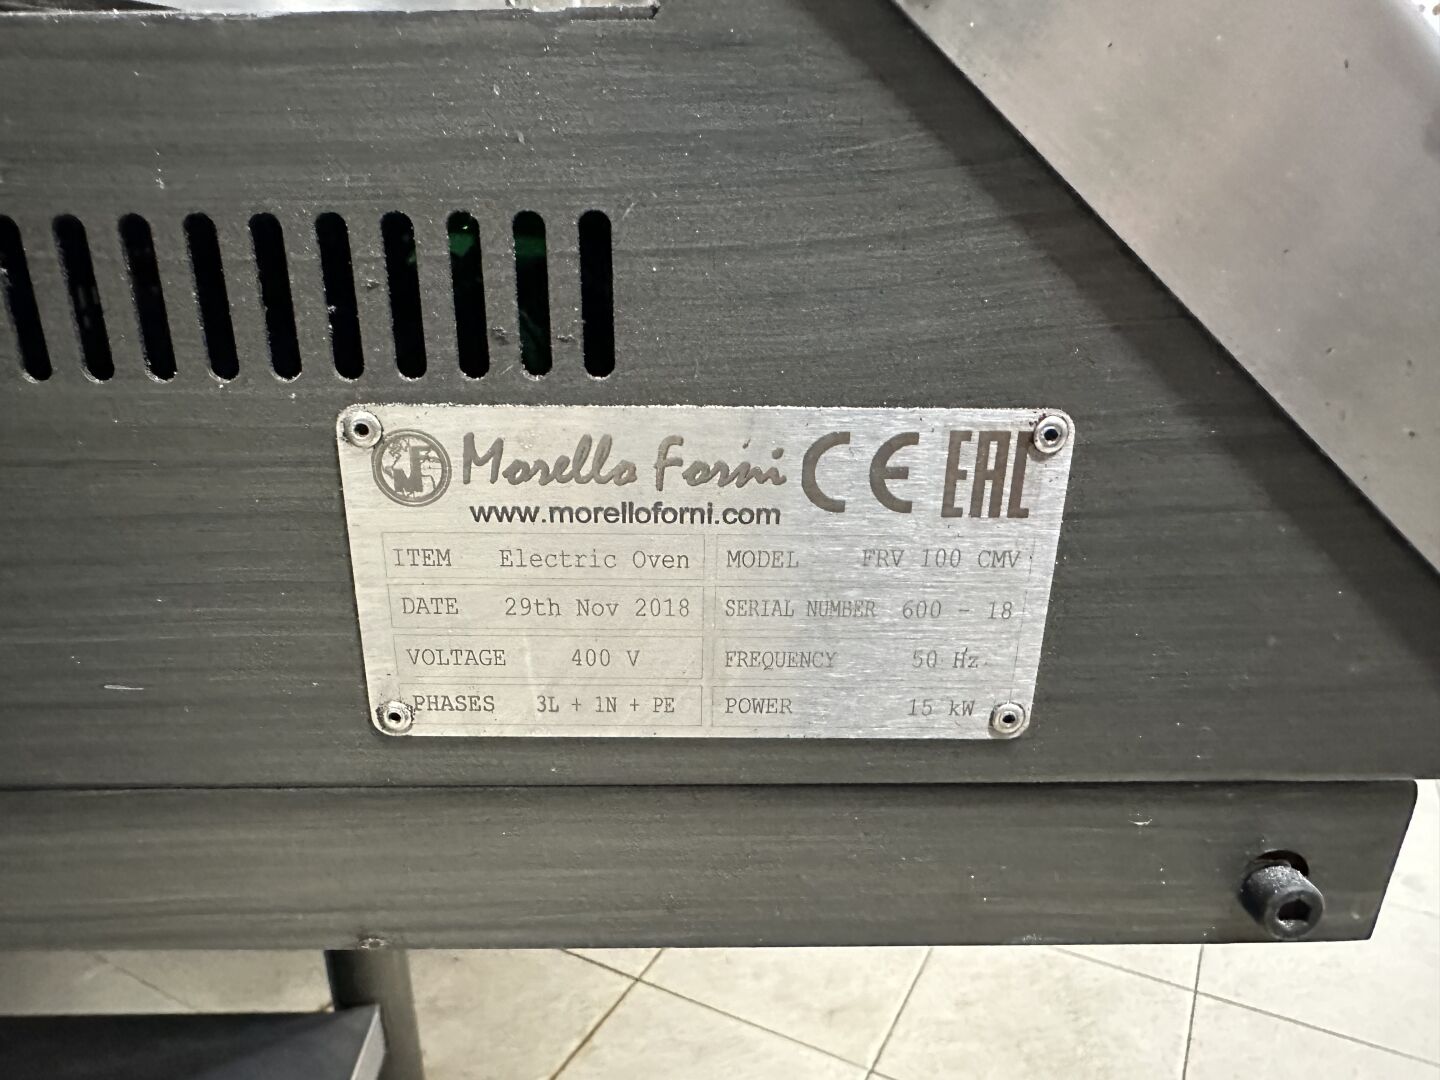 MF Morello Forni CE EAC
www.morelloforni.com
ITEM Electric Oven MODEL FRV 100 CMV
DATE 29th Nov 2018 SERIAL NUMBER 600 - 18
VOLTAGE 400 V FREQUENCY 50 Hz
PHASES 3L + 1N + PE POWER 15 kW